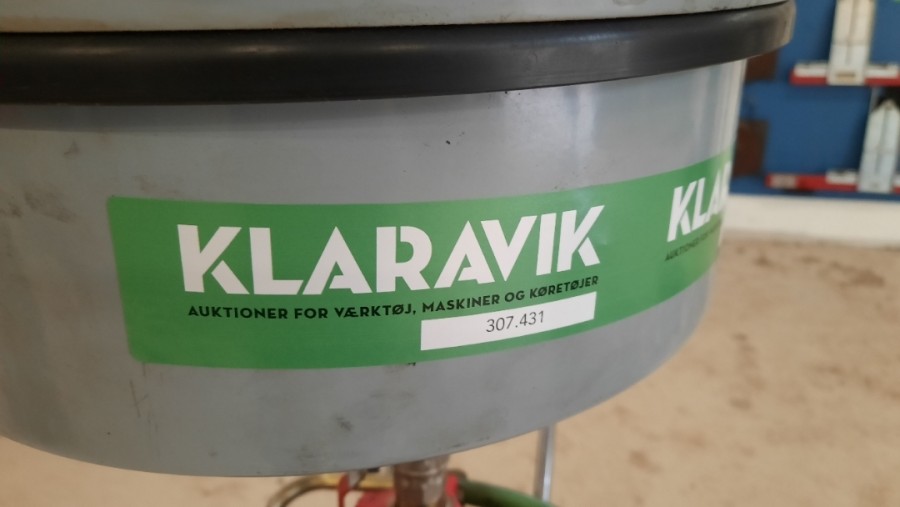 KLARAVIK
AUKTIONER FOR VÆRKTØJ, MASKINER OG KØRETØJER
307.431